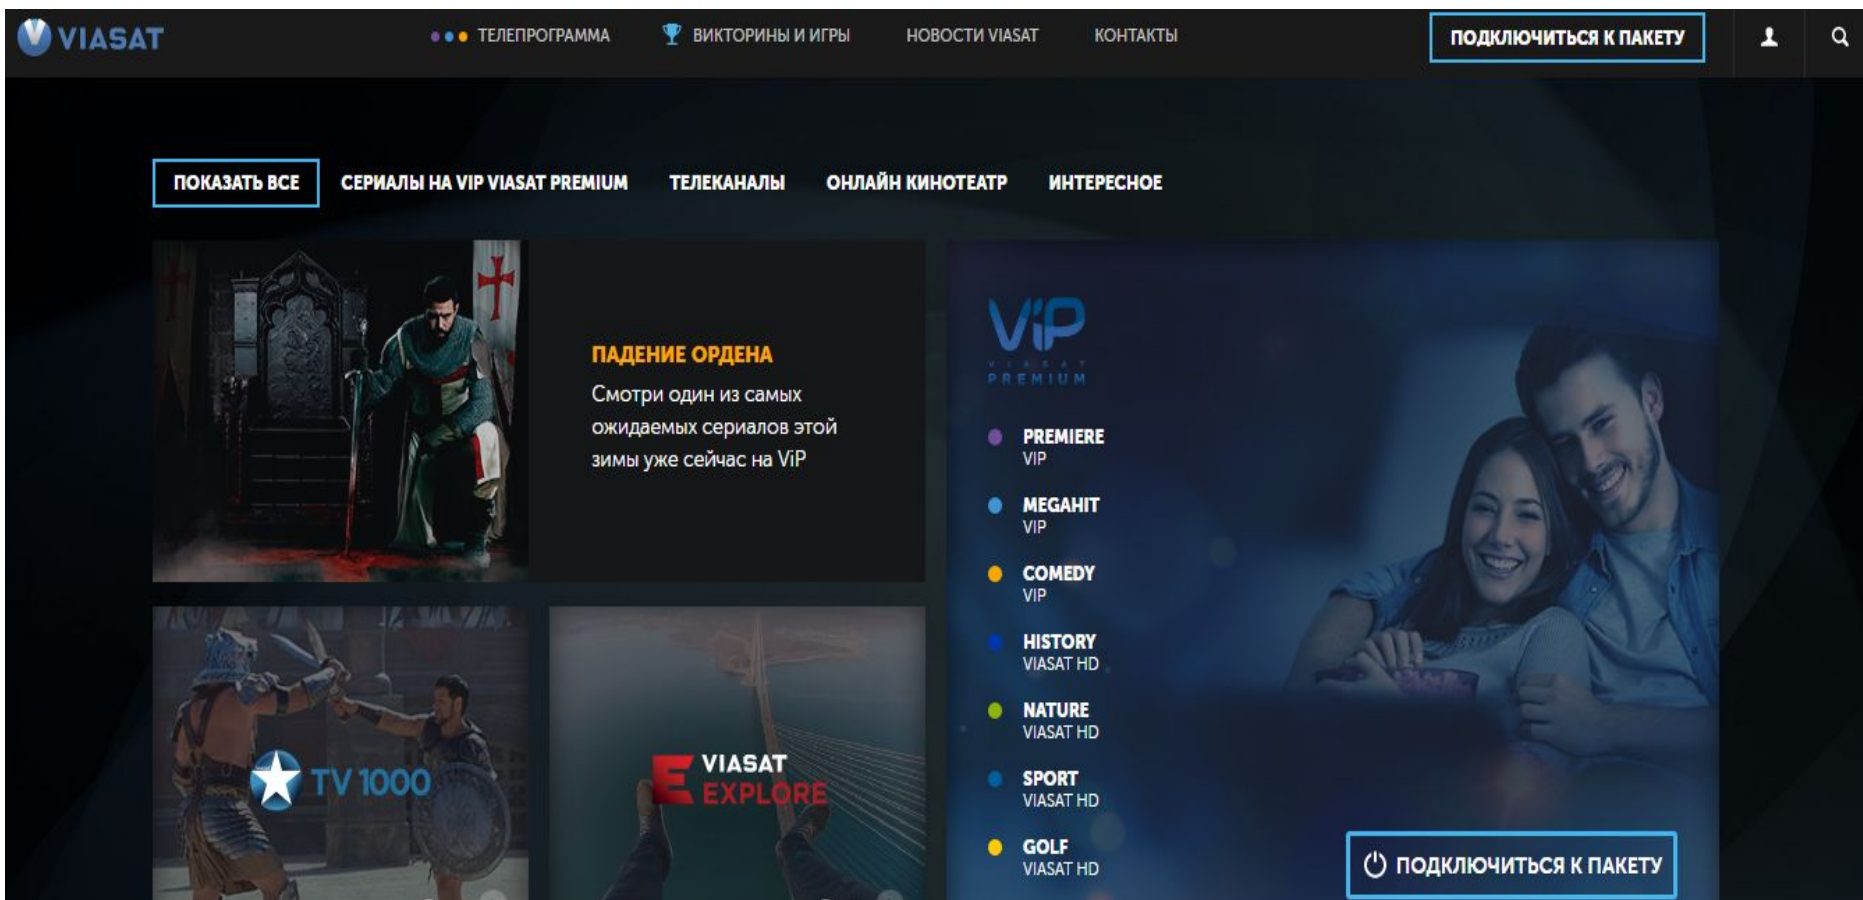 VIASAT
ТЕЛЕПРОГРАММА
ВИКТОРИНЫ И ИГРЫ
НОВОСТИ VIASAT
КОНТАКТЫ
ПОДКЛЮЧИТЬСЯ К ПАКЕТУ
ПОКАЗАТЬ ВСЕ
СЕРИАЛЫ НА VIP VIASAT PREMIUM
ТЕЛЕКАНАЛЫ
ОНЛАЙН КИНОТЕАТР
ИНТЕРЕСНОЕ
ПАДЕНИЕ ОРДЕНА
Смотри один из самых
ожидаемых сериалов этой
зимы уже сейчас на ViP
TV 1000
VIASAT
EXPLORE
ViP
VIASAT
PREMIUM
PREMIERE
VIP
MEGAHIT
VIP
COMEDY
VIP
HISTORY
VIASAT HD
NATURE
VIASAT HD
SPORT
VIASAT HD
GOLF
VIASAT HD
ПОДКЛЮЧИТЬСЯ К ПАКЕТУ